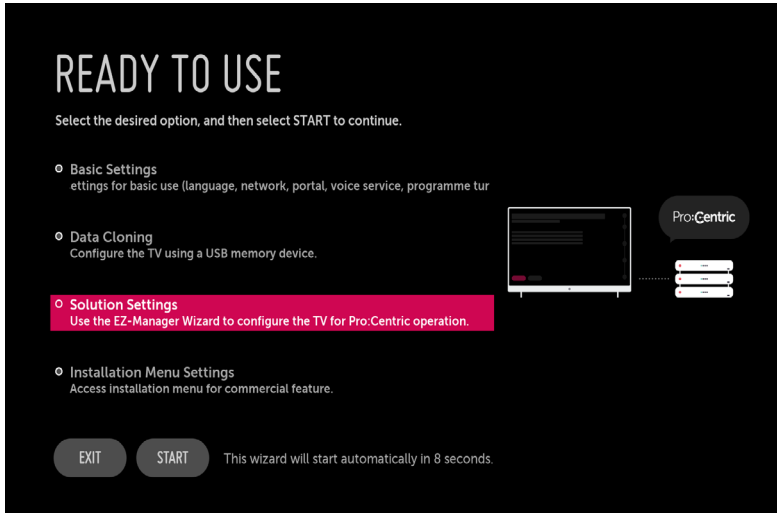 READY TO USE
Select the desired option, and then select START to continue.
Basic Settings
ettings for basic use (language, network, portal, voice service, programme tur
Data Cloning
Configure the TV using a USB memory device.
Pro:Centric
Solution Settings
Use the EZ-Manager Wizard to configure the TV for Pro:Centric operation.
Installation Menu Settings
Access installation menu for commercial feature.
EXIT
START
This wizard will start automatically in 8 seconds.